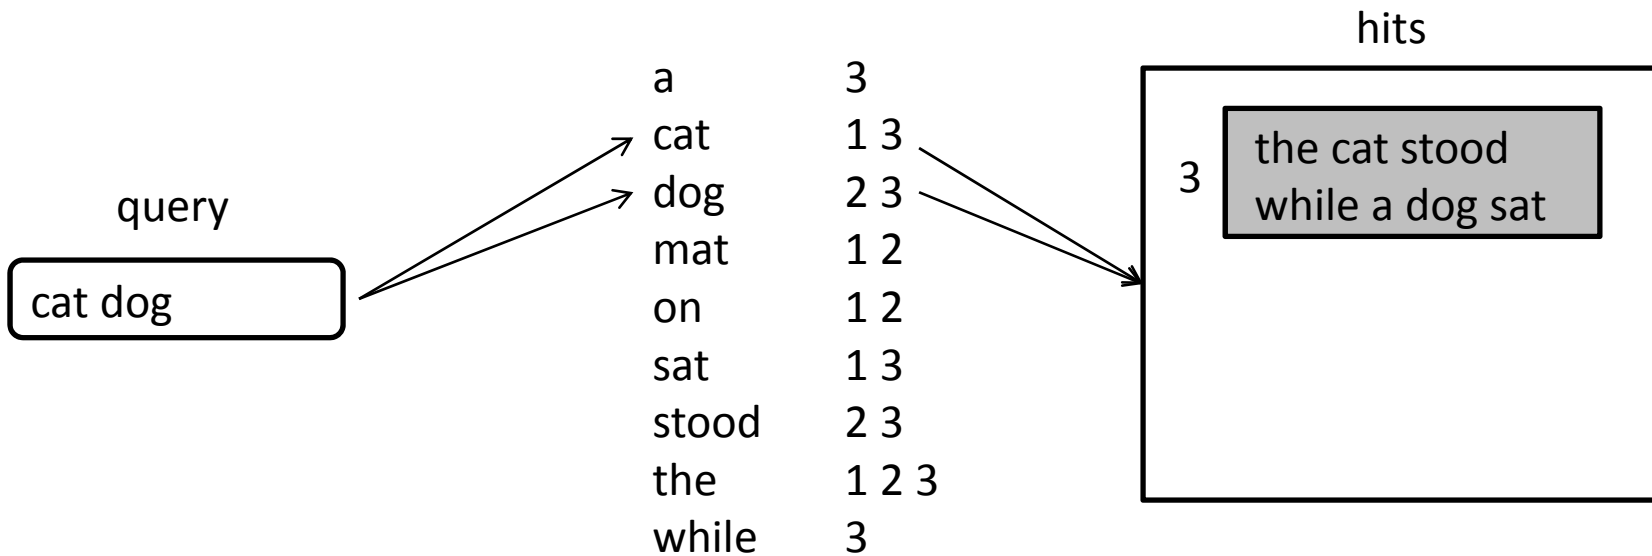 query
cat dog
a 3
cat 1 3
dog 2 3
mat 1 2
on 1 2
sat 1 3
stood 2 3
the 1 2 3
while 3
hits
3
the cat stood
while a dog sat